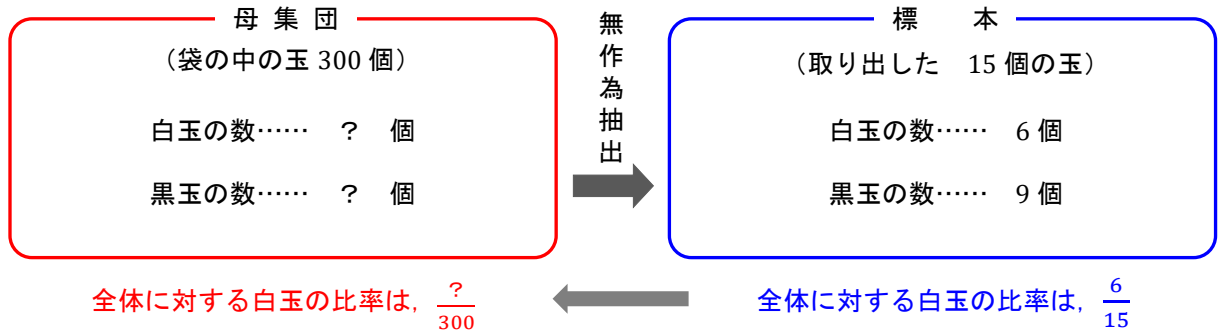 母集団
（袋の中の玉 300 個）
白玉の数…… ？ 個
黒玉の数…… ？ 個
無作為抽出
標 本
（取り出した 15 個の玉）
白玉の数…… 6 個
黒玉の数…… 9 個
全体に対する白玉の比率は, ？/300
全体に対する白玉の比率は, 6/15